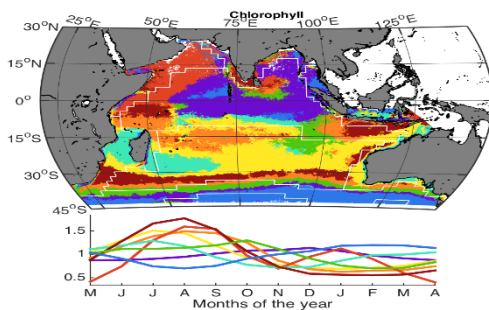 Chlorophyll
25°E 50°E 75°E 100°E 125°E
30°N
15°N
0°
15°S
30°S
45°S
1.5
1
0.5
M J J A S O N D J F M A
Months of the year